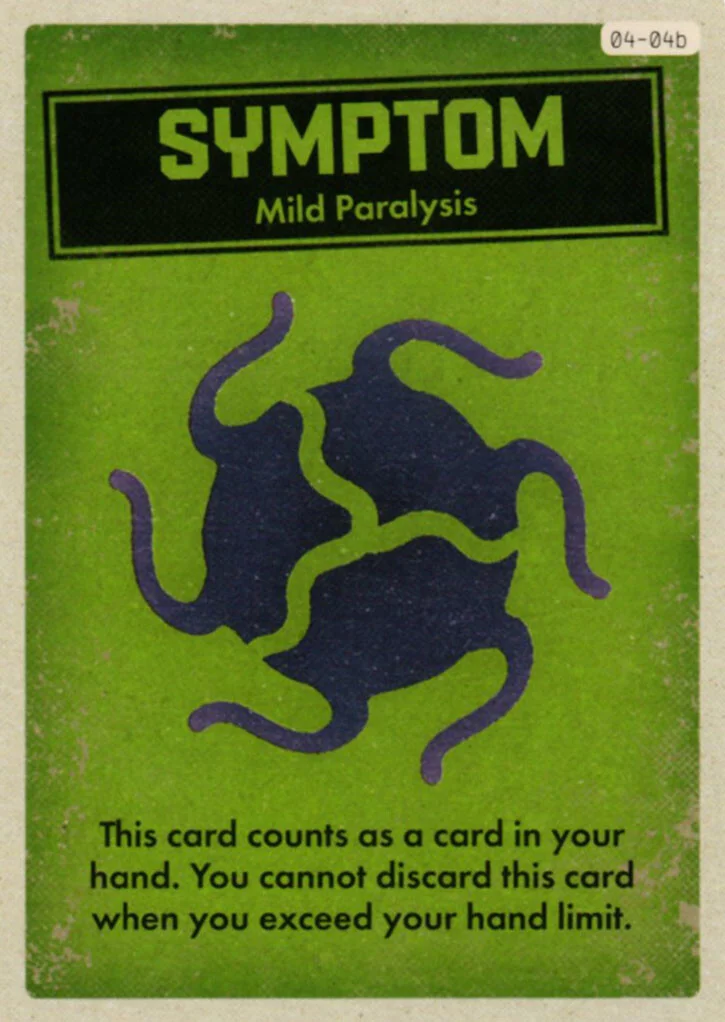 04-04b
SYMPTOM
Mild Paralysis
This card counts as a card in your
hand. You cannot discard this card
when you exceed your hand limit.